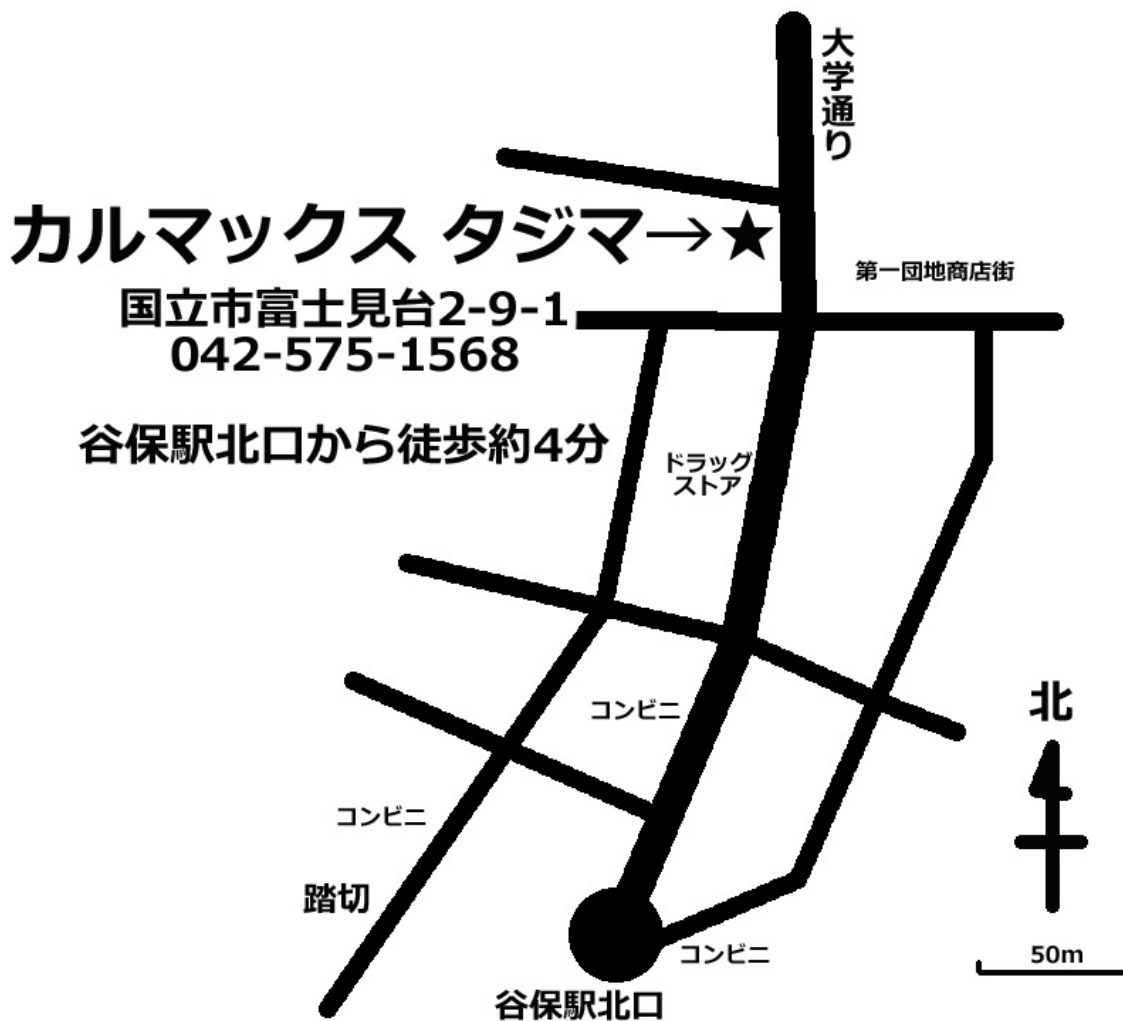 大学通り
カルマックス タジマ→★
国立市富士見台2-9-1
042-575-1568
第一団地商店街
谷保駅北口から徒歩約4分
ドラッグ
ストア
コンビニ
北
コンビニ
踏切
コンビニ
50m
谷保駅北口